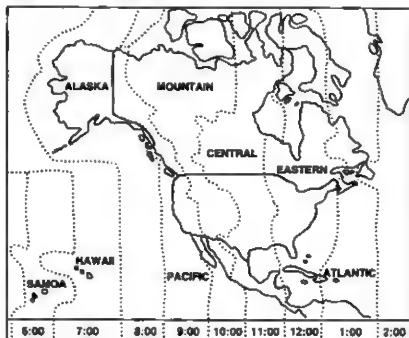 ALASKA MOUNTAIN
CENTRAL
EASTERN
HAWAII
SAMOA
PACIFIC
ATLANTIC
6:00 7:00 8:00 9:00 10:00 11:00 12:00 1:00 2:00